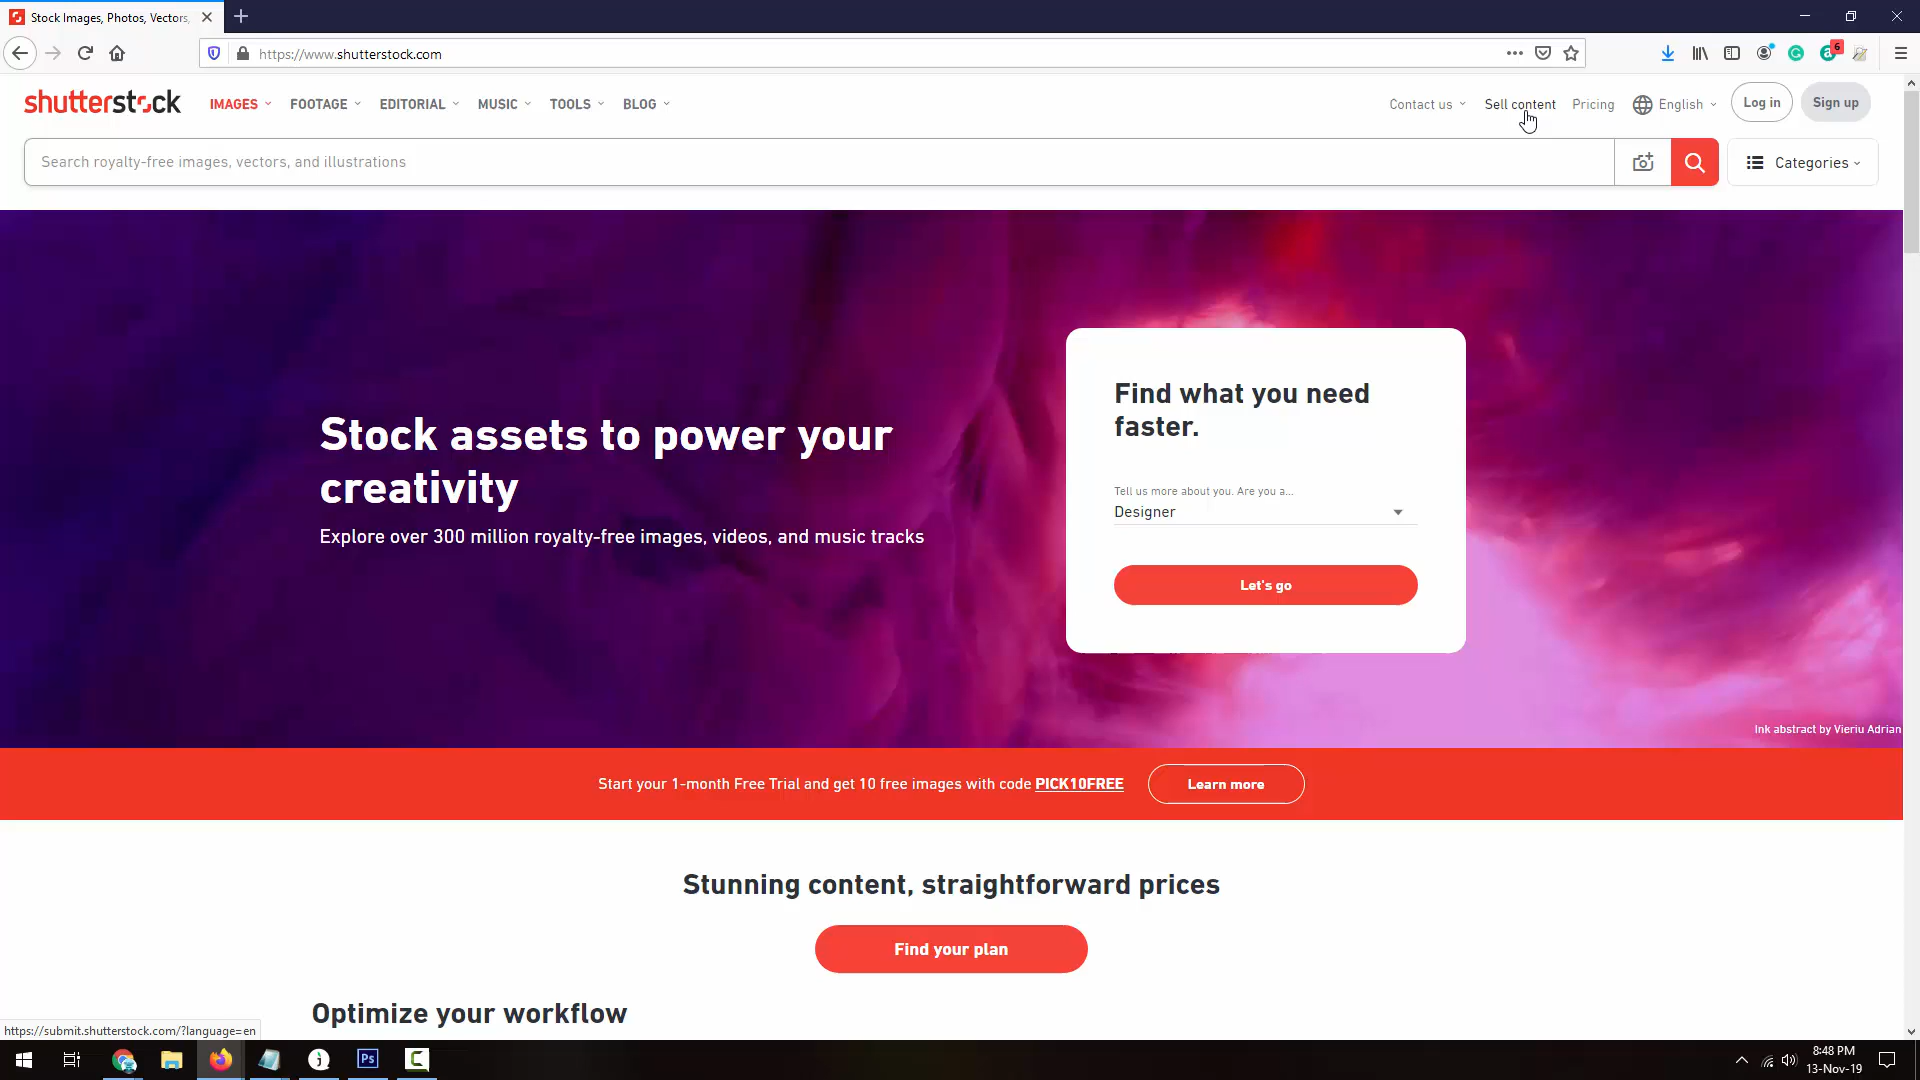 Stock Images, Photos, Vectors,
https://www.shutterstock.com
6
shutterstock
IMAGES
FOOTAGE
EDITORIAL
MUSIC
TOOLS
BLOG
Contact us
Sell content
Pricing
English
Log in
Sign up
Search royalty-free images, vectors, and illustrations
Categories
Stock assets to power your
creativity
Explore over 300 million royalty-free images, videos, and music tracks
Find what you need
faster.
Tell us more about you. Are you a...
Designer
Let's go
Ink abstract by Vieriu Adrian
Start your 1-month Free Trial and get 10 free images with code PICK10FREE
Learn more
Stunning content, straightforward prices
Find your plan
Optimize your workflow
https://submit.shutterstock.com/?language=en
Ps
8:48 PM
13-Nov-19